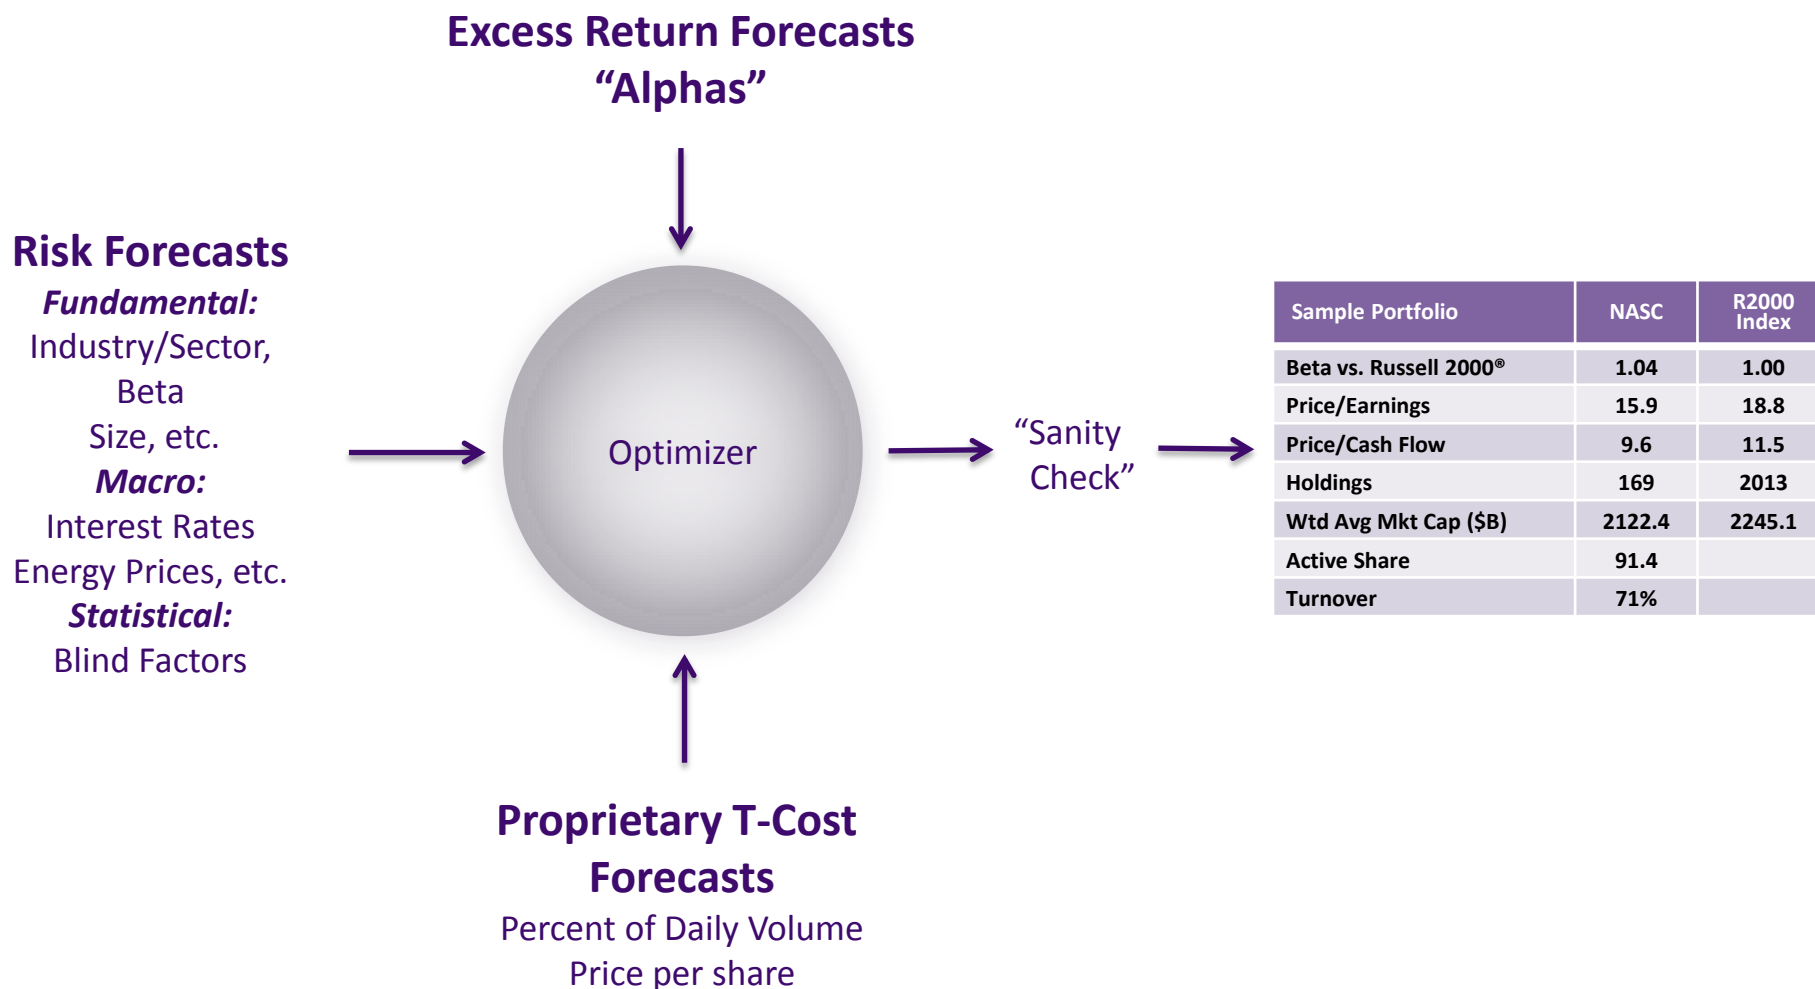 Excess Return Forecasts
“Alphas”
Risk Forecasts
Fundamental:
Industry/Sector,
Beta
Size, etc.
Macro:
Interest Rates
Energy Prices, etc.
Statistical:
Blind Factors
Optimizer
“Sanity
Check”
Sample Portfolio NASC R2000 Index
Beta vs. Russell 2000® 1.04 1.00
Price/Earnings 15.9 18.8
Price/Cash Flow 9.6 11.5
Holdings 169 2013
Wtd Avg Mkt Cap ($B) 2122.4 2245.1
Active Share 91.4
Turnover 71%
Proprietary T-Cost
Forecasts
Percent of Daily Volume
Price per share